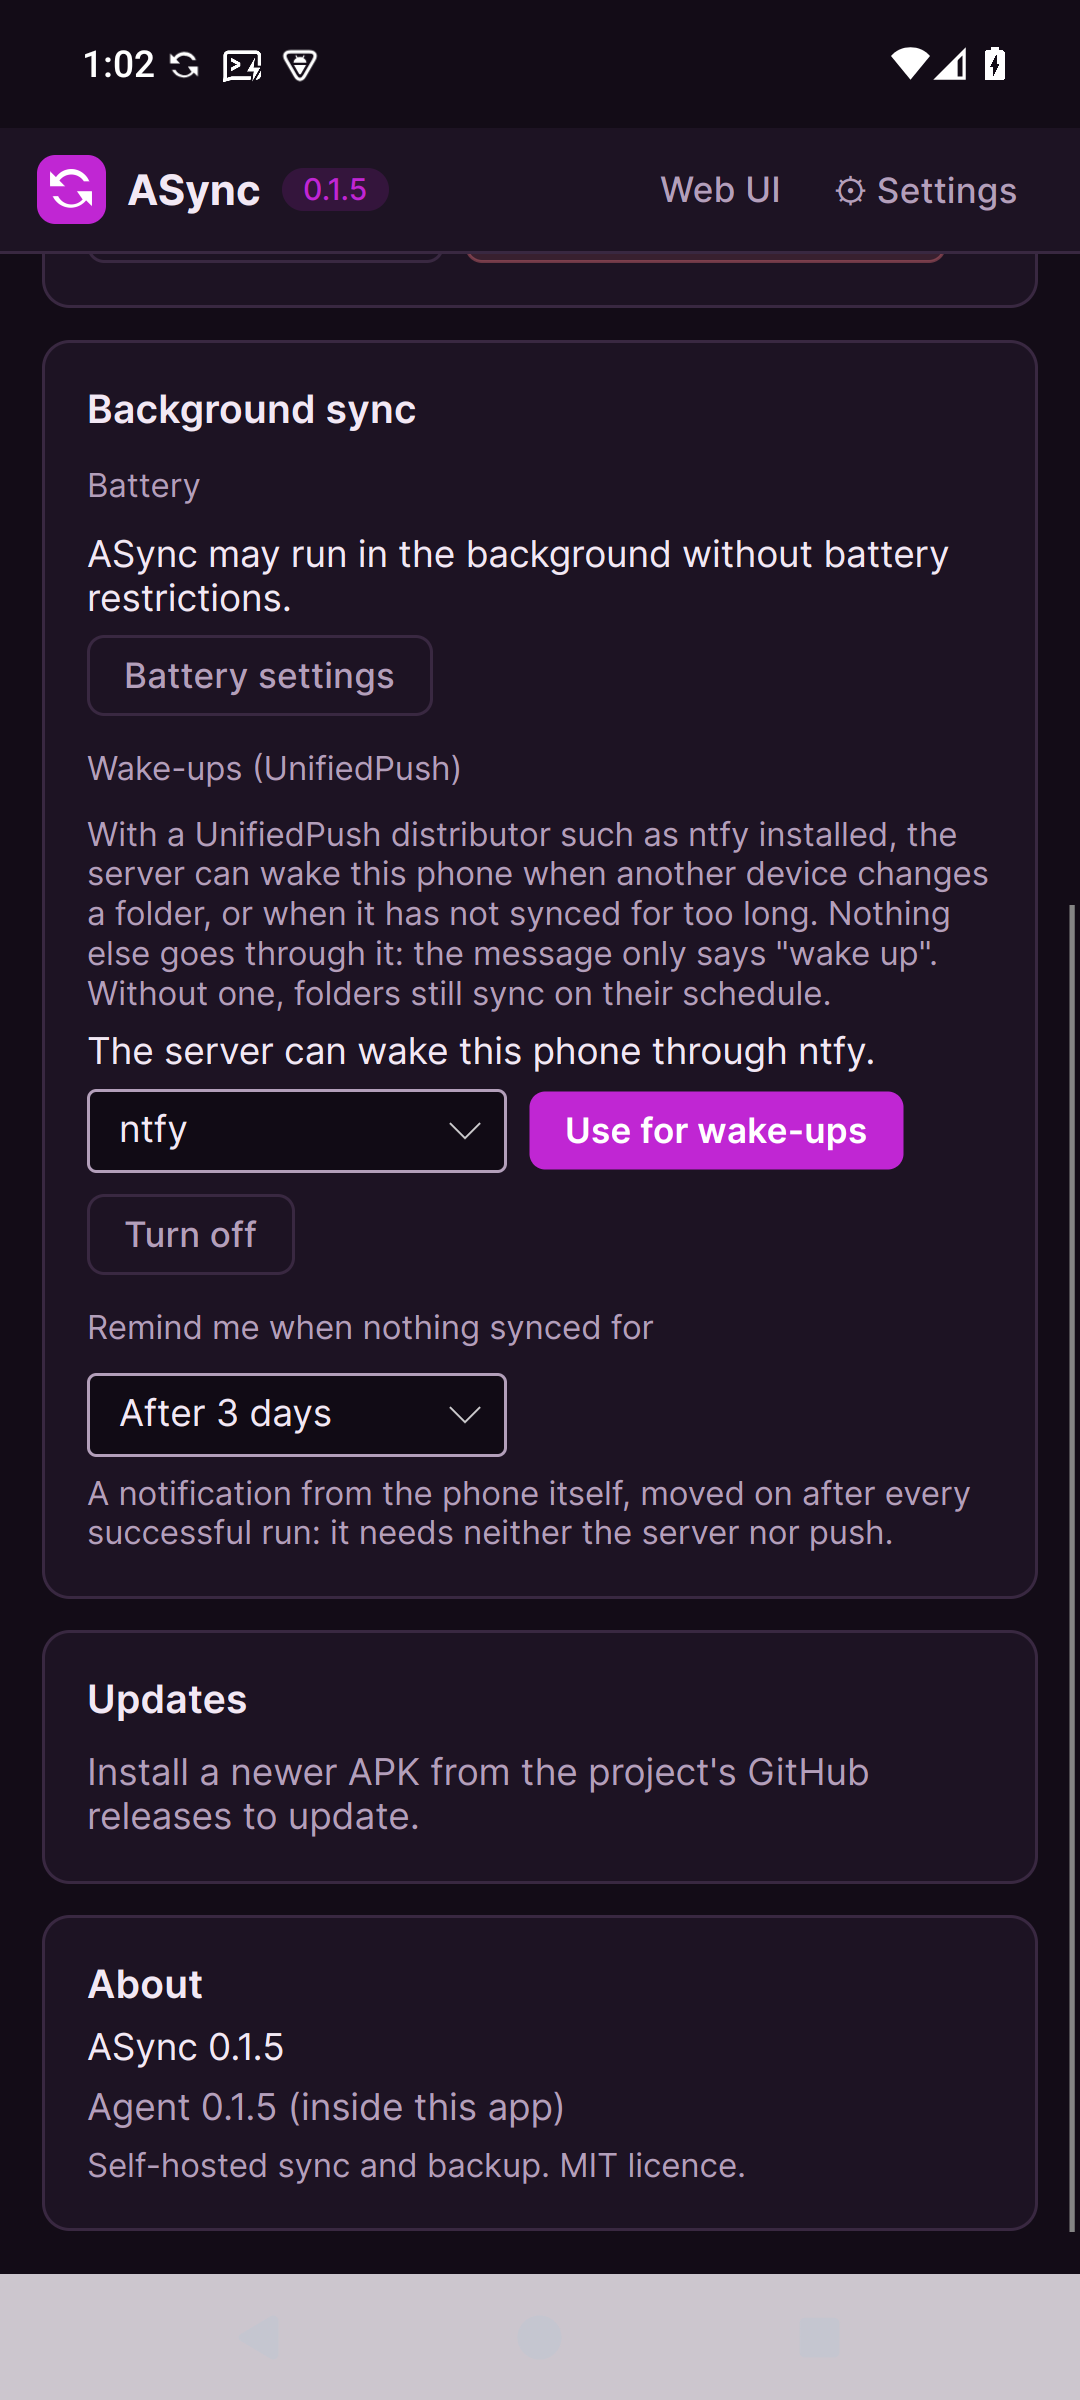 1:02
ASync 0.1.5 Web UI Settings
Background sync
Battery
ASync may run in the background without battery
restrictions.
Battery settings
Wake-ups (UnifiedPush)
With a UnifiedPush distributor such as ntfy installed, the
server can wake this phone when another device changes
a folder, or when it has not synced for too long. Nothing
else goes through it: the message only says "wake up".
Without one, folders still sync on their schedule.
The server can wake this phone through ntfy.
ntfy Use for wake-ups
Turn off
Remind me when nothing synced for
After 3 days
A notification from the phone itself, moved on after every
successful run: it needs neither the server nor push.
Updates
Install a newer APK from the project's GitHub
releases to update.
About
ASync 0.1.5
Agent 0.1.5 (inside this app)
Self-hosted sync and backup. MIT licence.